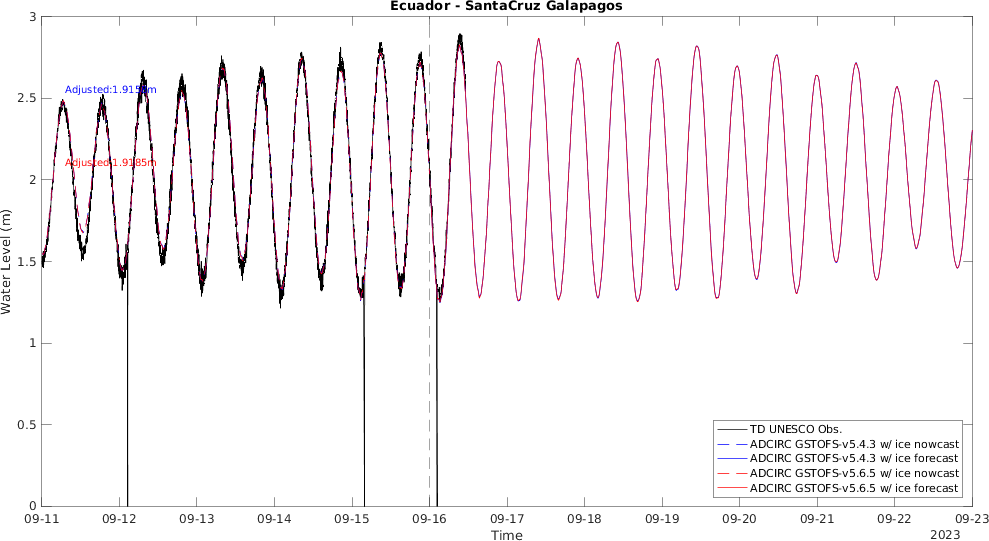 Ecuador - SantaCruz Galapagos
3
2.5
2
1.5
1
0.5
0
Water Level (m)
Adjusted:1.9185m
09-11
09-12
09-13
09-14
09-15
09-16
09-17
09-18
09-19
09-20
09-21
09-22
09-23
Time
2023
TD UNESCO Obs.
ADCIRC GSTOFS-v5.4.3 w/ ice nowcast
ADCIRC GSTOFS-v5.4.3 w/ ice forecast
ADCIRC GSTOFS-v5.6.5 w/ ice nowcast
ADCIRC GSTOFS-v5.6.5 w/ ice forecast